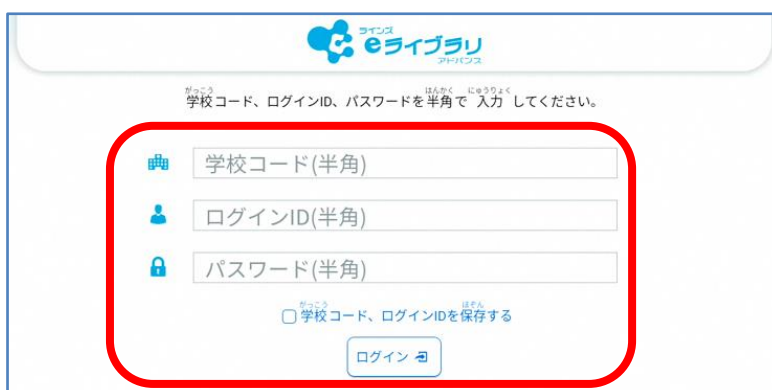 ラインズ
eライブラリ
アドバンス
がっこう はんかく にゅうりょく
学校コード、ログインID、パスワードを半角で入力してください。
学校コード(半角)
ログインID(半角)
パスワード(半角)
がっこう ほぞん
学校コード、ログインIDを保存する
ログイン